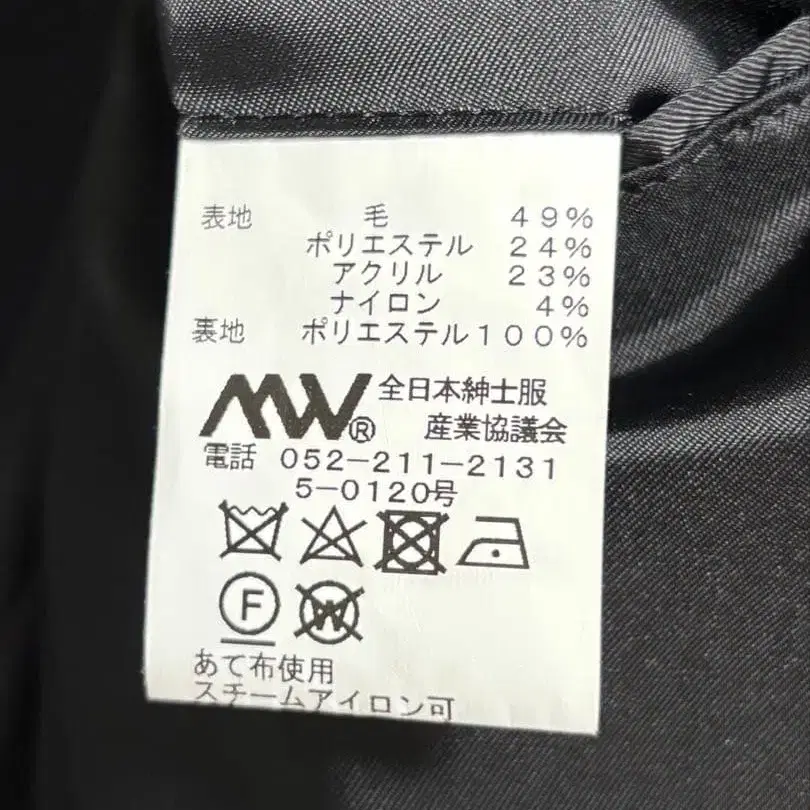 表地 毛 49%
ポリエステル 24%
アクリル 23%
ナイロン 4%
裏地 ポリエステル100%
MW® 全日本紳士服
産業協議会
電話 052-211-2131
5-0120号
F W
あて布使用
スチームアイロン可